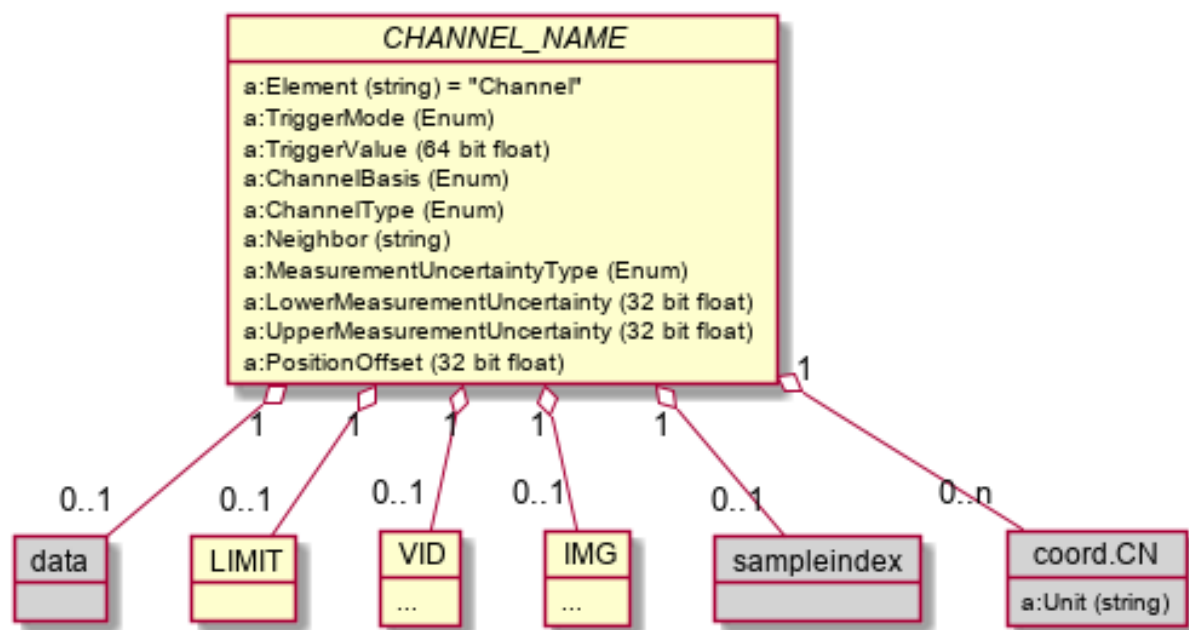 CHANNEL_NAME
a:Element (string) = "Channel"
a:TriggerMode (Enum)
a:TriggerValue (64 bit float)
a:ChannelBasis (Enum)
a:ChannelType (Enum)
a:Neighbor (string)
a:MeasurementUncertaintyType (Enum)
a:LowerMeasurementUncertainty (32 bit float)
a:UpperMeasurementUncertainty (32 bit float)
a:PositionOffset (32 bit float)
1 1 1 1 1 1
0..1 0..1 0..1 0..1 0..1 0..n
data LIMIT VID IMG sampleindex coord.CN
... ... a:Unit (string)